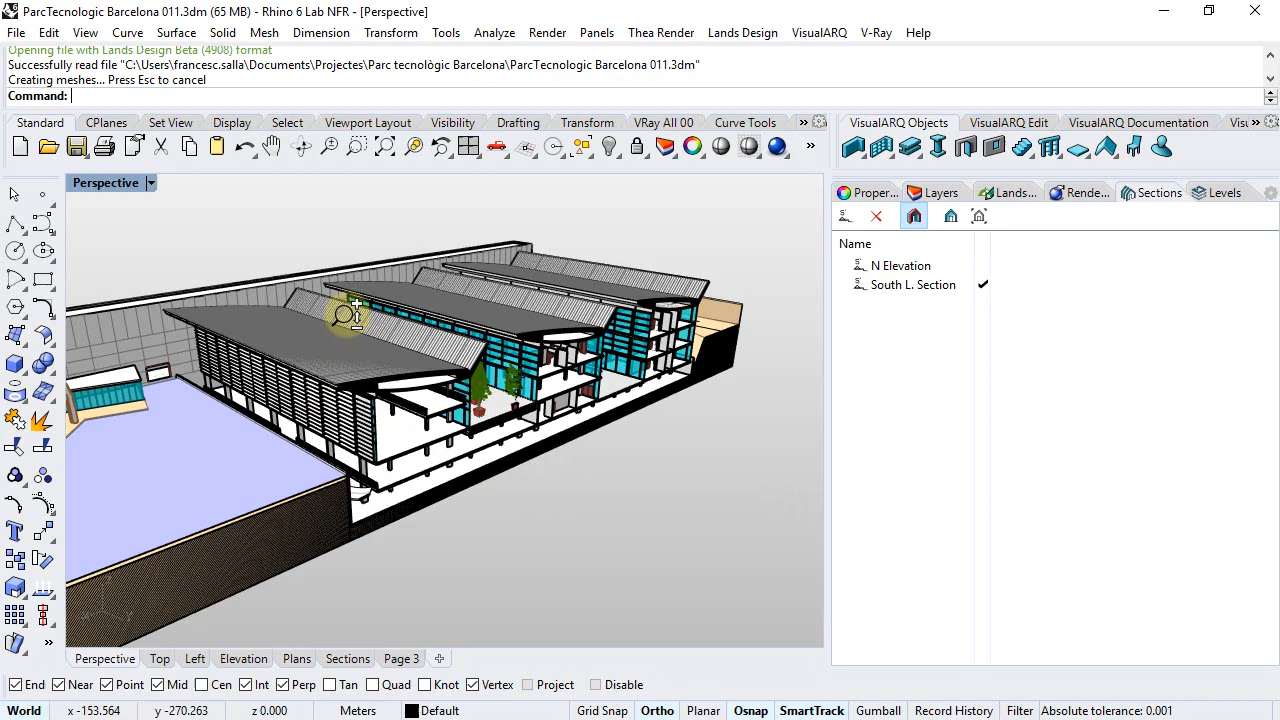 ParcTecnologic Barcelona 011.3dm (65 MB) - Rhino 6 Lab NFR - [Perspective]
File Edit View Curve Surface Solid Mesh Dimension Transform Tools Analyze Render Panels Thea Render Lands Design VisualARQ V-Ray Help
Opening file with Lands Design Beta (4908) format
Successfully read file "C:\Users\francesc.salla\Documents\Projectes\Parc tecnològic Barcelona\ParcTecnologic Barcelona 011.3dm"
Creating meshes... Press Esc to cancel
Command:
Standard CPlanes Set View Display Select Viewport Layout Visibility Drafting Transform VRay All 00 Curve Tools »
VisualARQ Objects VisualARQ Edit VisualARQ Documentation Visu »
Perspective
Proper... Layers Lands... Rende... Sections Levels
Name
N Elevation
South L. Section
Perspective Top Left Elevation Plans Sections Page 3
End Near Point Mid Cen Int Perp Tan Quad Knot Vertex Project Disable
World x -153.564 y -270.263 z 0.000 Meters Default Grid Snap Ortho Planar Osnap SmartTrack Gumball Record History Filter Absolute tolerance: 0.001